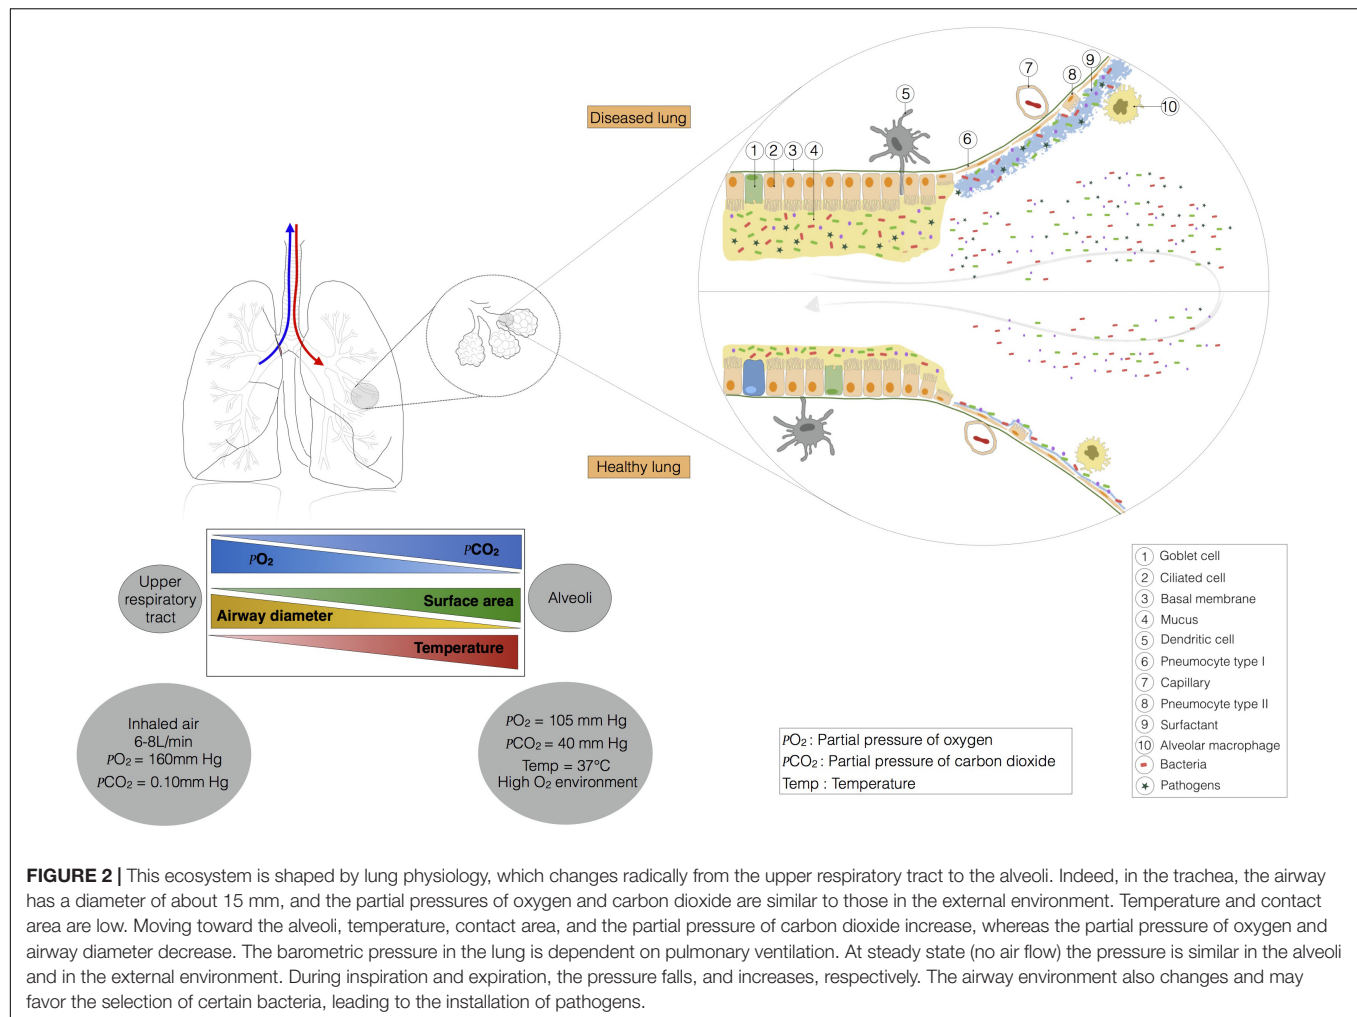 Diseased lung
1
2
3
4
5
6
7
8
9
10
Healthy lung
pCO₂
pO₂
Surface area
Airway diameter
Temperature
Upper
respiratory
tract
Alveoli
Inhaled air
6-8L/min
pO₂ = 160mm Hg
pCO₂ = 0.10mm Hg
pO₂ = 105 mm Hg
pCO₂ = 40 mm Hg
Temp = 37°C
High O₂ environment
pO₂ : Partial pressure of oxygen
pCO₂ : Partial pressure of carbon dioxide
Temp : Temperature
1 Goblet cell
2 Ciliated cell
3 Basal membrane
4 Mucus
5 Dendritic cell
6 Pneumocyte type I
7 Capillary
8 Pneumocyte type II
9 Surfactant
10 Alveolar macrophage
Bacteria
Pathogens
FIGURE 2 | This ecosystem is shaped by lung physiology, which changes radically from the upper respiratory tract to the alveoli. Indeed, in the trachea, the airway
has a diameter of about 15 mm, and the partial pressures of oxygen and carbon dioxide are similar to those in the external environment. Temperature and contact
area are low. Moving toward the alveoli, temperature, contact area, and the partial pressure of carbon dioxide increase, whereas the partial pressure of oxygen and
airway diameter decrease. The barometric pressure in the lung is dependent on pulmonary ventilation. At steady state (no air flow) the pressure is similar in the alveoli
and in the external environment. During inspiration and expiration, the pressure falls, and increases, respectively. The airway environment also changes and may
favor the selection of certain bacteria, leading to the installation of pathogens.